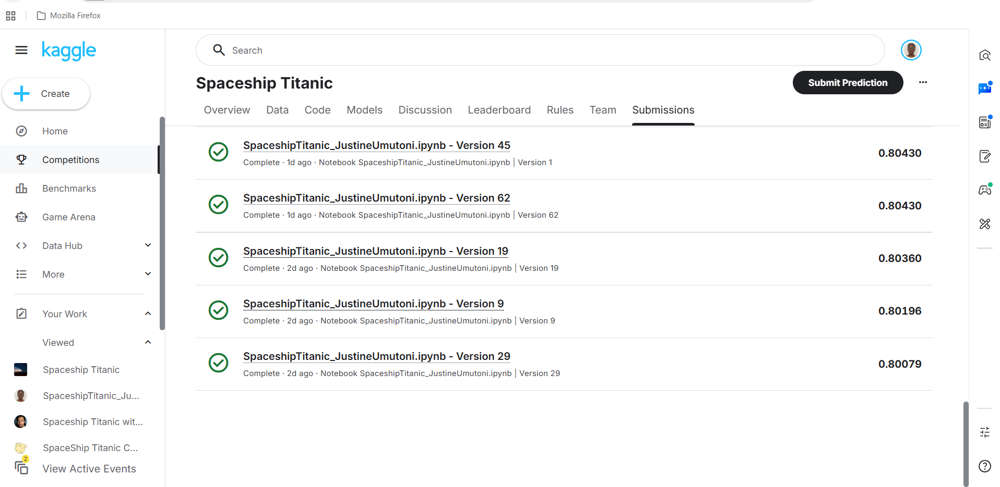 Mozilla Firefox
kaggle
Search
Create
Spaceship Titanic
Submit Prediction
Overview
Data
Code
Models
Discussion
Leaderboard
Rules
Team
Submissions
Home
Competitions
Benchmarks
Game Arena
Data Hub
More
Your Work
Viewed
Spaceship Titanic
SpaceshipTitanic_Ju...
Spaceship Titanic wit...
SpaceShip Titanic C...
2
View Active Events
SpaceshipTitanic_JustineUmutoni.ipynb - Version 45
Complete · 1d ago · Notebook SpaceshipTitanic_JustineUmutoni.ipynb | Version 1
0.80430
SpaceshipTitanic_JustineUmutoni.ipynb - Version 62
Complete · 1d ago · Notebook SpaceshipTitanic_JustineUmutoni.ipynb | Version 62
0.80430
SpaceshipTitanic_JustineUmutoni.ipynb - Version 19
Complete · 2d ago · Notebook SpaceshipTitanic_JustineUmutoni.ipynb | Version 19
0.80360
SpaceshipTitanic_JustineUmutoni.ipynb - Version 9
Complete · 2d ago · Notebook SpaceshipTitanic_JustineUmutoni.ipynb | Version 9
0.80196
SpaceshipTitanic_JustineUmutoni.ipynb - Version 29
Complete · 2d ago · Notebook SpaceshipTitanic_JustineUmutoni.ipynb | Version 29
0.80079